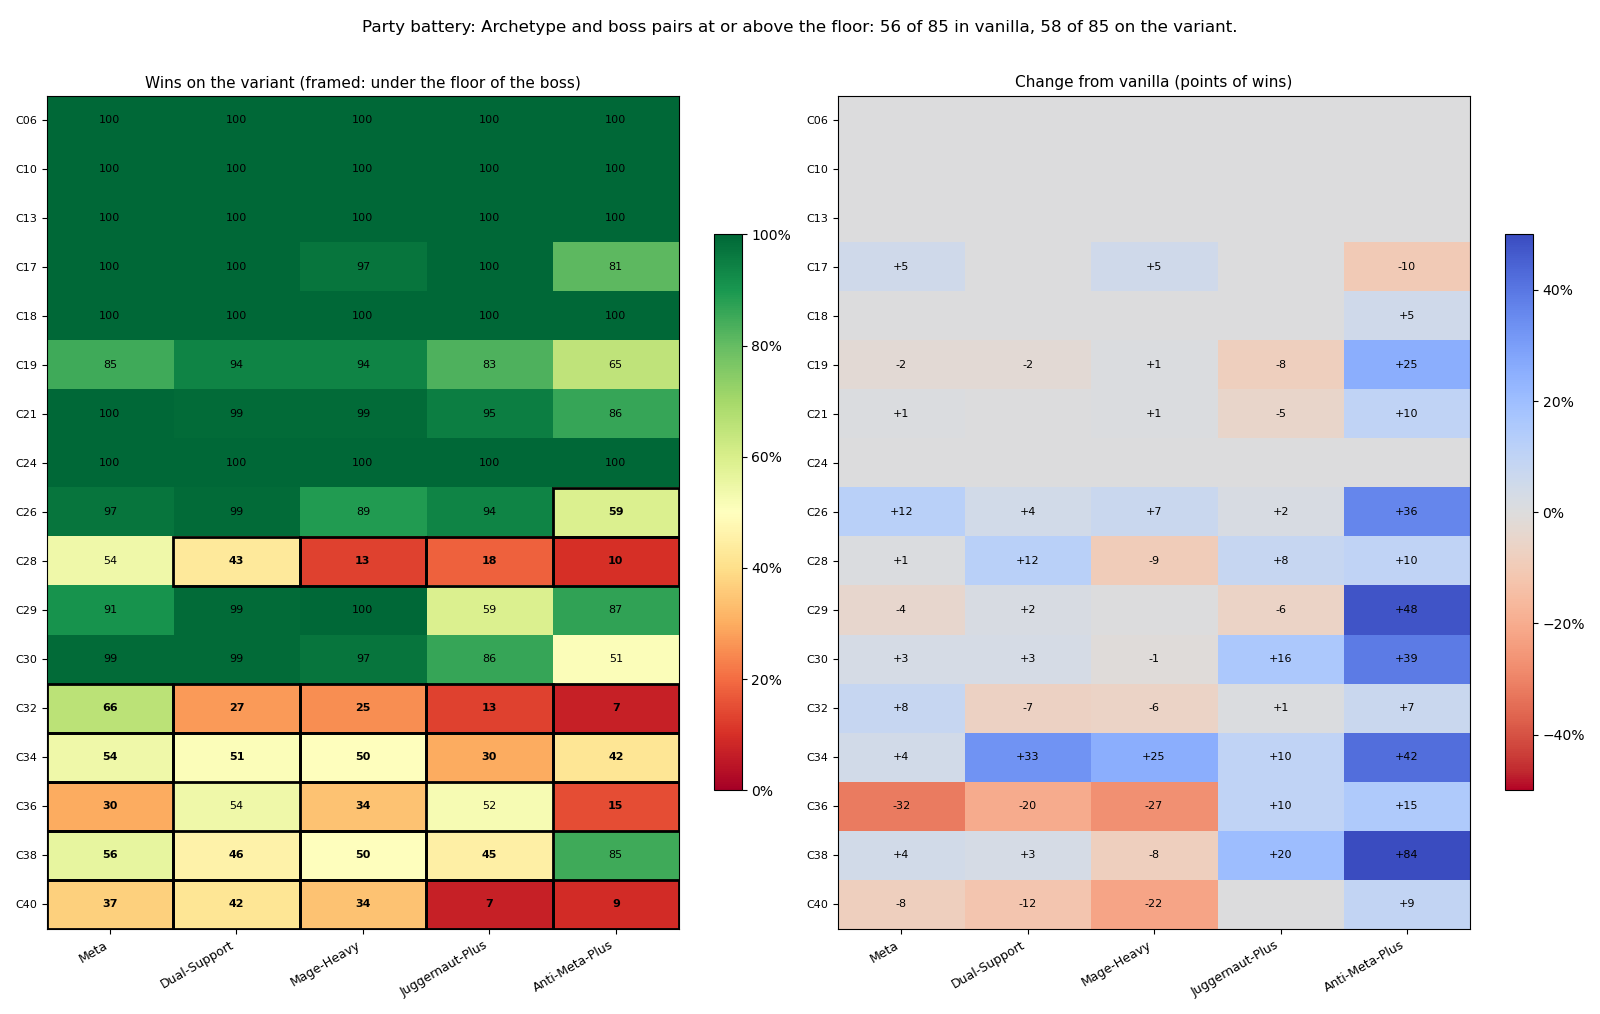 Party battery: Archetype and boss pairs at or above the floor: 56 of 85 in vanilla, 58 of 85 on the variant.
Wins on the variant (framed: under the floor of the boss)
C06 100 100 100 100 100
C10 100 100 100 100 100
C13 100 100 100 100 100
C17 100 100 97 100 81
C18 100 100 100 100 100
C19 85 94 94 83 65
C21 100 99 99 95 86
C24 100 100 100 100 100
C26 97 99 89 94 59
C28 54 43 13 18 10
C29 91 99 100 59 87
C30 99 99 97 86 51
C32 66 27 25 13 7
C34 54 51 50 30 42
C36 30 54 34 52 15
C38 56 46 50 45 85
C40 37 42 34 7 9
Meta Dual-Support Mage-Heavy Juggernaut-Plus Anti-Meta-Plus
100%
80%
60%
40%
20%
0%
Change from vanilla (points of wins)
C06
C10
C13
C17 +5 +5 -10
C18 +5
C19 -2 -2 +1 -8 +25
C21 +1 +1 -5 +10
C24
C26 +12 +4 +7 +2 +36
C28 +1 +12 -9 +8 +10
C29 -4 +2 -6 +48
C30 +3 +3 -1 +16 +39
C32 +8 -7 -6 +1 +7
C34 +4 +33 +25 +10 +42
C36 -32 -20 -27 +10 +15
C38 +4 +3 -8 +20 +84
C40 -8 -12 -22 +9
Meta Dual-Support Mage-Heavy Juggernaut-Plus Anti-Meta-Plus
40%
20%
0%
−20%
−40%